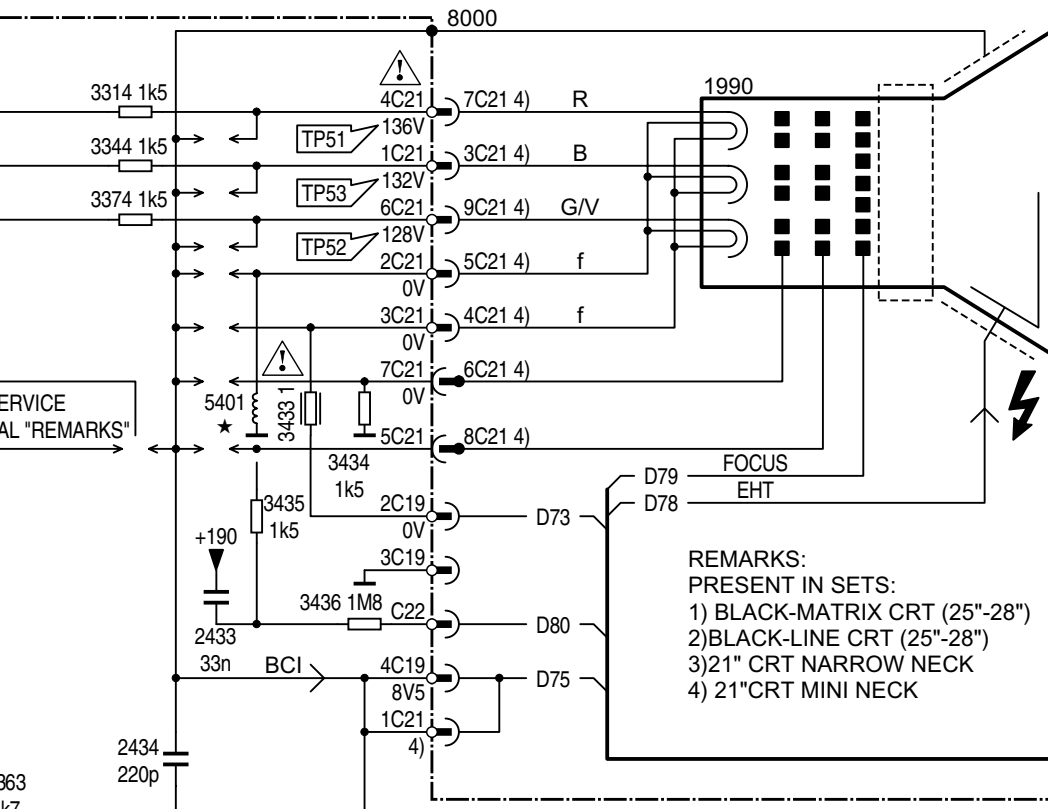 8000
1990
3314 1k5
4C21
7C21 4)
R
TP51
136V
3344 1k5
1C21
3C21 4)
B
TP53
132V
3374 1k5
6C21
9C21 4)
G/V
TP52
128V
2C21
5C21 4)
f
0V
3C21
4C21 4)
f
0V
7C21
6C21 4)
0V
ERVICE
AL "REMARKS"
5401
3433 1
5C21
8C21 4)
3434
1k5
D79
FOCUS
D78
EHT
3435
1k5
2C19
0V
D73
+190
3C19
3436 1M8
C22
D80
2433
33n
BCI
4C19
8V5
D75
1C21
4)
2434
220p
363
k7
REMARKS:
PRESENT IN SETS:
1) BLACK-MATRIX CRT (25"-28")
2)BLACK-LINE CRT (25"-28")
3)21" CRT NARROW NECK
4) 21"CRT MINI NECK